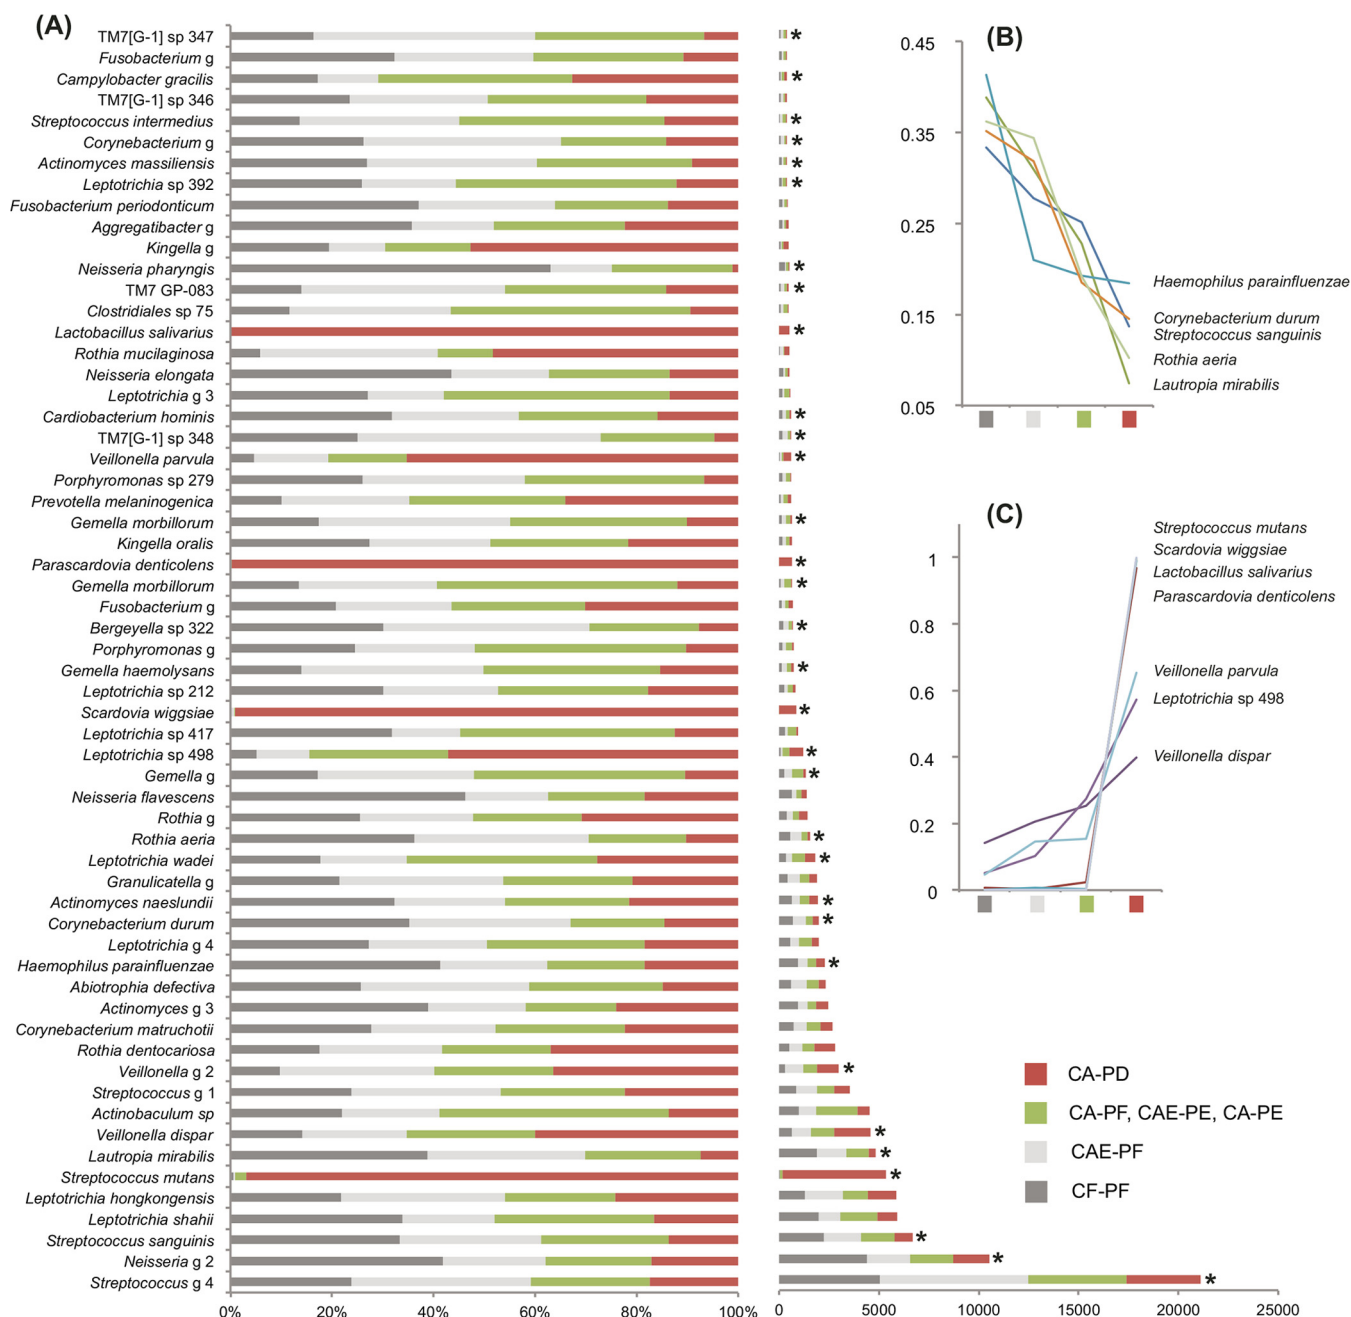 (A)
TM7[G-1] sp 347
Fusobacterium g
Campylobacter gracilis
TM7[G-1] sp 346
Streptococcus intermedius
Corynebacterium g
Actinomyces massiliensis
Leptotrichia sp 392
Fusobacterium periodonticum
Aggregatibacter g
Kingella g
Neisseria pharyngis
TM7 GP-083
Clostridiales sp 75
Lactobacillus salivarius
Rothia mucilaginosa
Neisseria elongata
Leptotrichia g 3
Cardiobacterium hominis
TM7[G-1] sp 348
Veillonella parvula
Porphyromonas sp 279
Prevotella melaninogenica
Gemella morbillorum
Kingella oralis
Parascardovia denticolens
Gemella morbillorum
Fusobacterium g
Bergeyella sp 322
Porphyromonas g
Gemella haemolysans
Leptotrichia sp 212
Scardovia wiggsiae
Leptotrichia sp 417
Leptotrichia sp 498
Gemella g
Neisseria flavescens
Rothia g
Rothia aeria
Leptotrichia wadei
Granulicatella g
Actinomyces naeslundii
Corynebacterium durum
Leptotrichia g 4
Haemophilus parainfluenzae
Abiotrophia defectiva
Actinomyces g 3
Corynebacterium matruchotii
Rothia dentocariosa
Veillonella g 2
Streptococcus g 1
Actinobaculum sp
Veillonella dispar
Lautropia mirabilis
Streptococcus mutans
Leptotrichia hongkongensis
Leptotrichia shahii
Streptococcus sanguinis
Neisseria g 2
Streptococcus g 4
0% 20% 40% 60% 80% 100%
0 5000 10000 15000 20000 25000
(B)
0.45
0.35
0.25
0.15
0.05
Haemophilus parainfluenzae
Corynebacterium durum
Streptococcus sanguinis
Rothia aeria
Lautropia mirabilis
(C)
1
0.8
0.6
0.4
0.2
0
Streptococcus mutans
Scardovia wiggsiae
Lactobacillus salivarius
Parascardovia denticolens
Veillonella parvula
Leptotrichia sp 498
Veillonella dispar
CA-PD
CA-PF, CAE-PE, CA-PE
CAE-PF
CF-PF